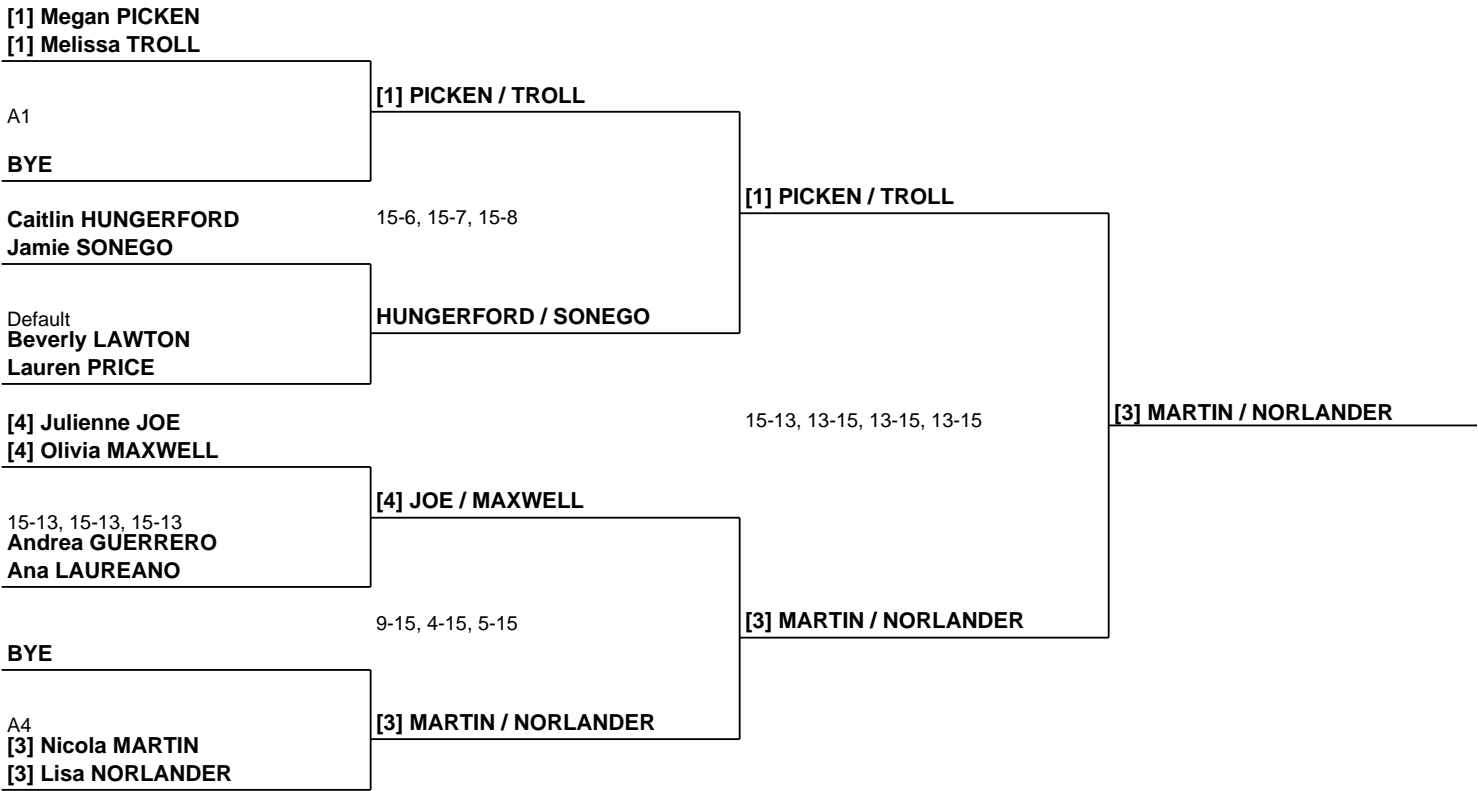 [1] Megan PICKEN
[1] Melissa TROLL
A1
BYE
[1] PICKEN / TROLL
Caitlin HUNGERFORD
Jamie SONEGO
15-6, 15-7, 15-8
Default
Beverly LAWTON
Lauren PRICE
HUNGERFORD / SONEGO
[1] PICKEN / TROLL
[4] Julienne JOE
[4] Olivia MAXWELL
15-13, 15-13, 15-13
Andrea GUERRERO
Ana LAUREANO
[4] JOE / MAXWELL
9-15, 4-15, 5-15
BYE
A4
[3] Nicola MARTIN
[3] Lisa NORLANDER
[3] MARTIN / NORLANDER
[3] MARTIN / NORLANDER
15-13, 13-15, 13-15, 13-15
[3] MARTIN / NORLANDER